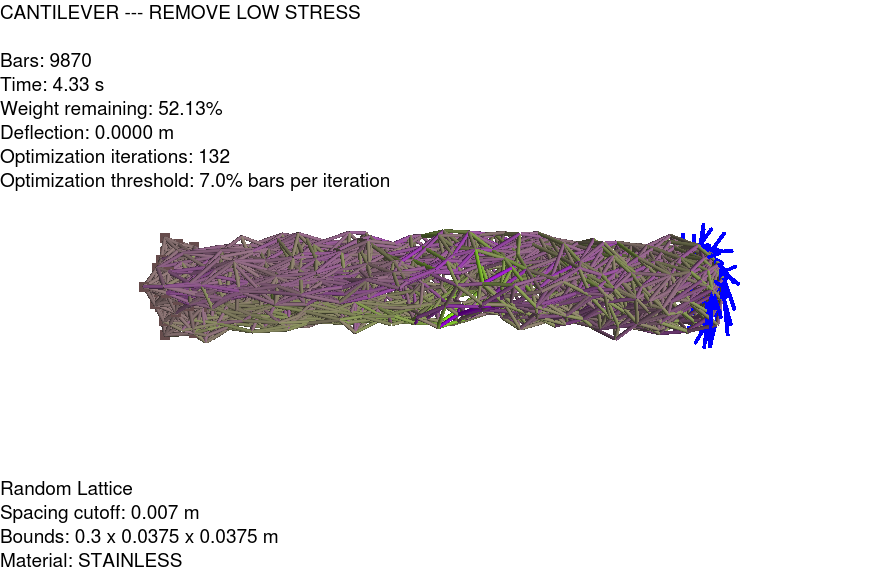 CANTILEVER --- REMOVE LOW STRESS
Bars: 9870
Time: 4.33 s
Weight remaining: 52.13%
Deflection: 0.0000 m
Optimization iterations: 132
Optimization threshold: 7.0% bars per iteration
Random Lattice
Spacing cutoff: 0.007 m
Bounds: 0.3 x 0.0375 x 0.0375 m
Material: STAINLESS